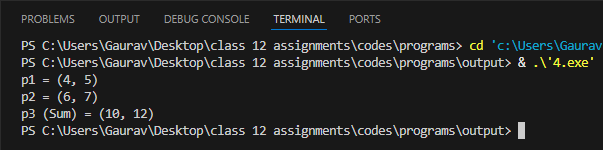 PROBLEMS OUTPUT DEBUG CONSOLE TERMINAL PORTS
PS C:\Users\Gaurav\Desktop\class 12 assignments\codes\programs> cd 'c:\Users\Gaurav
PS C:\Users\Gaurav\Desktop\class 12 assignments\codes\programs\output> & .\'4.exe'
p1 = (4, 5)
p2 = (6, 7)
p3 (Sum) = (10, 12)
PS C:\Users\Gaurav\Desktop\class 12 assignments\codes\programs\output>